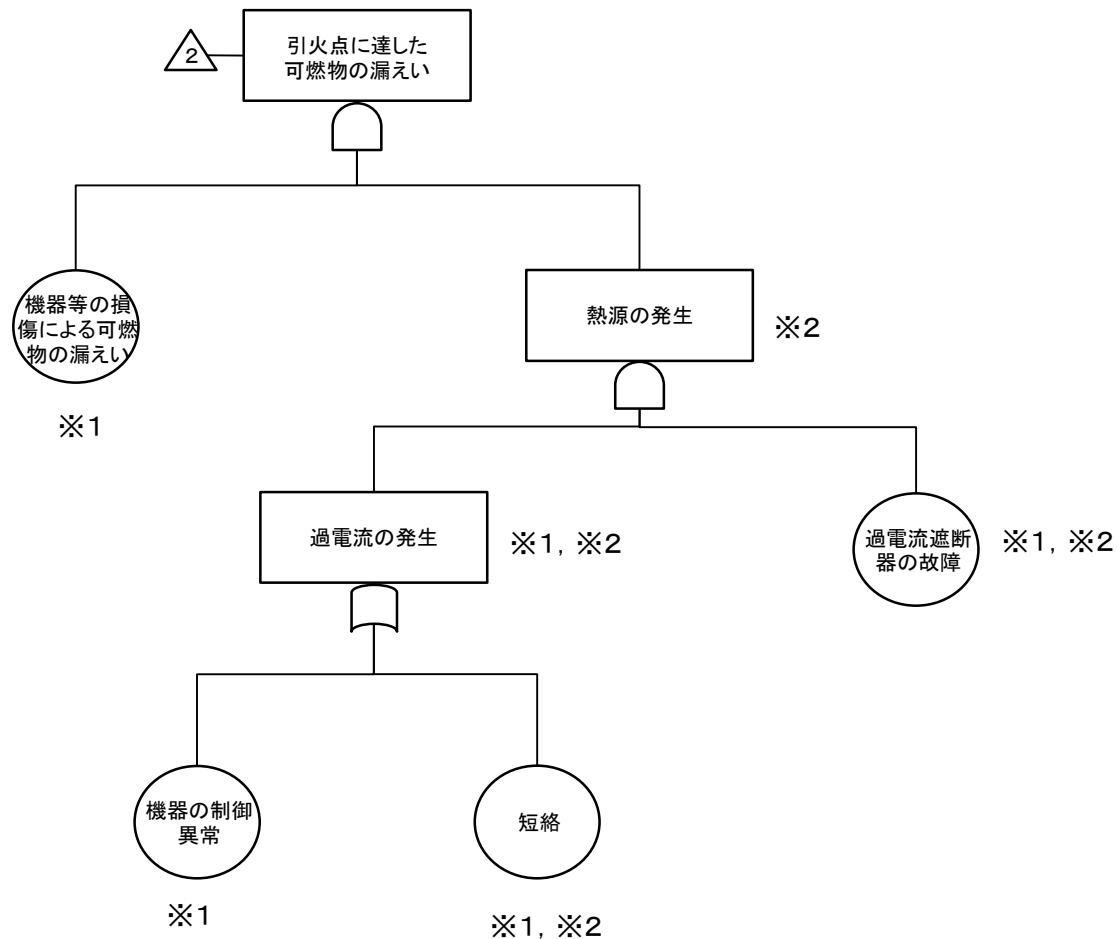 2
引火点に達した
可燃物の漏えい
機器等の損
傷による可燃
物の漏えい
※1
熱源の発生
※2
過電流の発生
※1, ※2
過電流遮断
器の故障
※1, ※2
機器の制御
異常
※1
短絡
※1, ※2